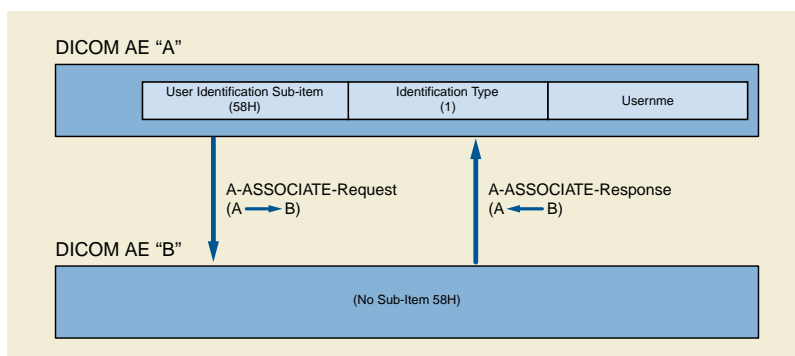 DICOM AE “A”
User Identification Sub-item
(58H)
Identification Type
(1)
Usernme
A-ASSOCIATE-Request
(A B)
A-ASSOCIATE-Response
(A B)
DICOM AE “B”
(No Sub-Item 58H)